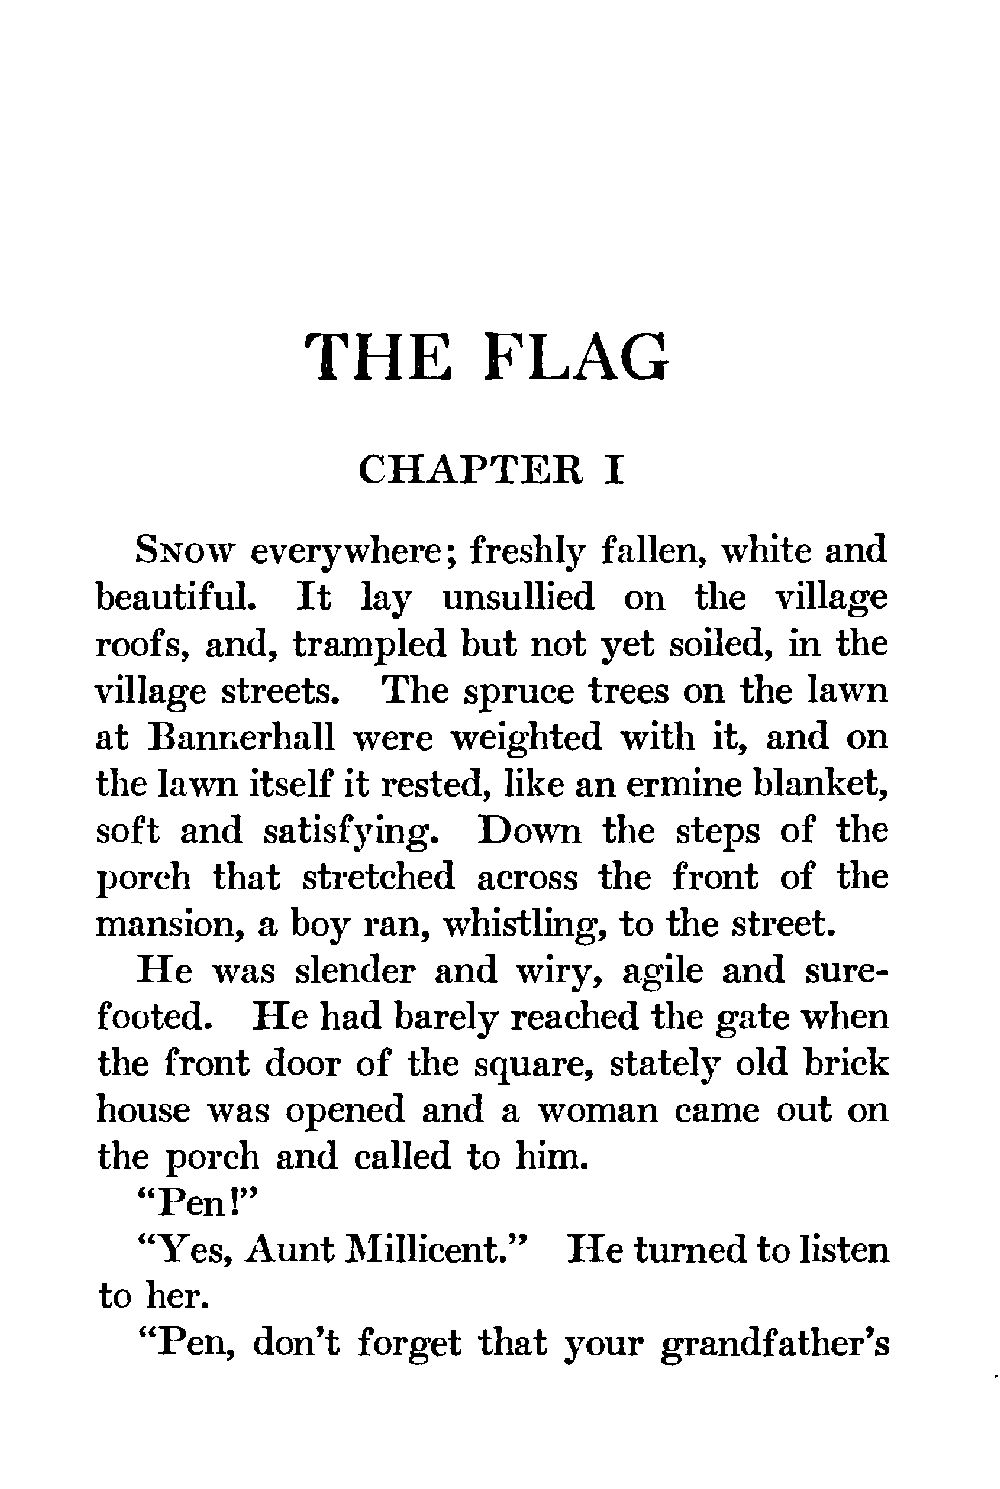 THE FLAG
CHAPTER I
SNOW everywhere; freshly fallen, white and
beautiful. It lay unsullied on the village
roofs, and, trampled but not yet soiled, in the
village streets. The spruce trees on the lawn
at Bannerhall were weighted with it, and on
the lawn itself it rested, like an ermine blanket,
soft and satisfying. Down the steps of the
porch that stretched across the front of the
mansion, a boy ran, whistling, to the street.
He was slender and wiry, agile and sure-
footed. He had barely reached the gate when
the front door of the square, stately old brick
house was opened and a woman came out on
the porch and called to him.
“Pen!”
“Yes, Aunt Millicent.” He turned to listen
to her.
“Pen, don’t forget that your grandfather’s